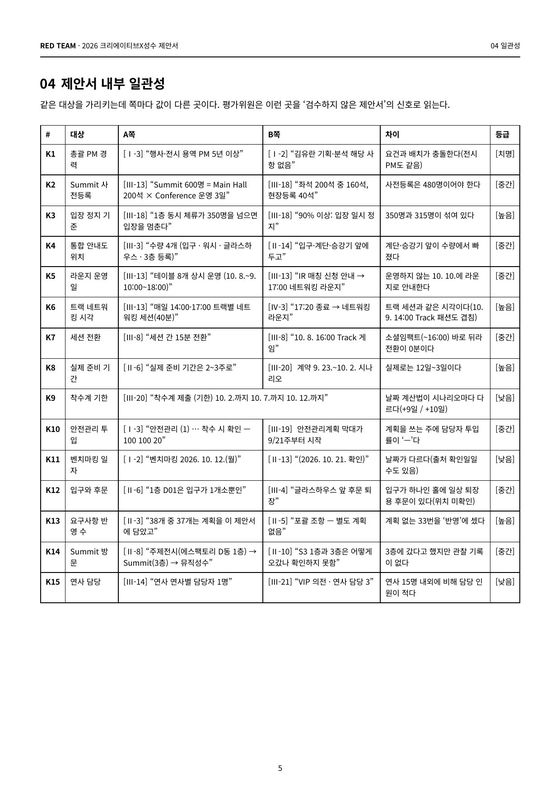 RED TEAM · 2026 크리에이티브X성수 제안서
04 일관성
04 제안서 내부 일관성
같은 대상을 가리키는데 쪽마다 값이 다른 곳이다. 평가위원은 이런 곳을 ‘검수하지 않은 제안서’의 신호로 읽는다.
# 대상 A쪽 B쪽 차이 등급
K1 총괄 PM 경력 [Ⅰ-3] “행사·전시 용역 PM 5년 이상” [Ⅰ-2] “김유란 기획·분석 해당 사항 없음” 요건과 배치가 충돌한다(전시 PM도 같음) [치명]
K2 Summit 사전등록 [III-13] “Summit 600명 = Main Hall 200석 × Conference 운영 3일” [III-18] “좌석 200석 중 160석, 현장등록 40석” 사전등록은 480명이어야 한다 [중간]
K3 입장 정지 기준 [III-18] “1층 동시 체류가 350명을 넘으면 입장을 멈춘다” [III-18] “90% 이상: 입장 일시 정지” 350명과 315명이 섞여 있다 [높음]
K4 통합 안내도 위치 [III-3] “수량 4개 (입구 · 워시 · 글라스하우스 · 3층 등록)” [Ⅱ-14] “입구·계단·승강기 앞에 두고” 계단·승강기 앞이 수량에서 빠졌다 [중간]
K5 라운지 운영일 [III-13] “테이블 8개 상시 운영 (10. 8.~9. 10:00~18:00)” [III-13] “IR 매칭 신청 안내 → 17:00 네트워킹 라운지” 운영하지 않는 10. 10.에 라운지로 안내한다 [중간]
K6 트랙 네트워킹 시각 [III-13] “매일 14:00·17:00 트랙별 네트워킹 세션(40분)” [IV-3] “17:20 종료 → 네트워킹 라운지” 트랙 세션과 같은 시각이다(10. 9. 14:00 Track 패션도 겹침) [높음]
K7 세션 전환 [III-8] “세션 간 15분 전환” [III-8] “10. 8. 16:00 Track 게임” 소셜임팩트(~16:00) 바로 뒤라 전환이 0분이다 [중간]
K8 실제 준비 기간 [Ⅱ-6] “실제 준비 기간은 2~3주로” [III-20] 계약 9. 23.~10. 2. 시나리오 실제로는 12일~3일이다 [높음]
K9 착수계 기한 [III-20] “착수계 제출 (기한) 10. 2.까지 10. 7.까지 10. 12.까지” 날짜 계산법이 시나리오마다 다르다(+9일 / +10일) [낮음]
K10 안전관리 투입 [Ⅰ-3] “안전관리 (1) ⋯ 착수 시 확인 — 100 100 20” [III-19] 안전관리계획 막대가 9/21주부터 시작 계획을 쓰는 주에 담당자 투입률이 ‘—’다 [중간]
K11 벤치마킹 일자 [Ⅰ-2] “벤치마킹 2026. 10. 12.(월)” [Ⅱ-13] “(2026. 10. 21. 확인)” 날짜가 다르다(출처 확인일일 수도 있음) [낮음]
K12 입구와 후문 [Ⅱ-6] “1층 D01은 입구가 1개소뿐인” [III-4] “글라스하우스 앞 후문 퇴장” 입구가 하나인 홀에 일상 퇴장용 후문이 있다(위치 미확인) [중간]
K13 요구사항 반영 수 [Ⅱ-3] “38개 중 37개는 계획을 이 제안서에 담았고” [Ⅱ-5] “포괄 조항 — 별도 계획 없음” 계획 없는 33번을 ‘반영’에 셌다 [높음]
K14 Summit 방문 [Ⅱ-8] “주제전시(에스팩토리 D동 1층) → Summit(3층) → 뮤직성수” [Ⅱ-10] “S3 1층과 3층은 어떻게 오갔나 확인하지 못함” 3층에 갔다고 했지만 관찰 기록이 없다 [중간]
K15 연사 담당 [III-14] “연사 연사별 담당자 1명” [III-21] “VIP 의전 · 연사 담당 3” 연사 15명 내외에 비해 담당 인원이 적다 [낮음]
5